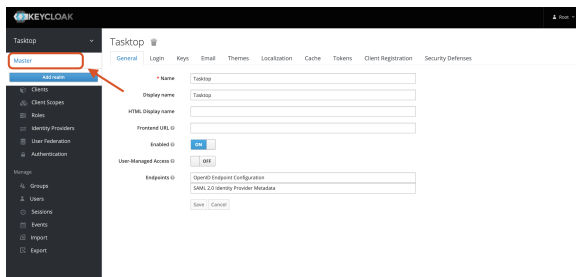 KEYCLOAK
Root
Tasktop
Master
Add realm
Clients
Client Scopes
Roles
Identity Providers
User Federation
Authentication
Manage
Groups
Users
Sessions
Events
Import
Export
Tasktop
General Login Keys Email Themes Localization Cache Tokens Client Registration Security Defenses
* Name Tasktop
Display name Tasktop
HTML Display name
Frontend URL
Enabled ON
User-Managed Access OFF
Endpoints OpenID Endpoint Configuration
SAML 2.0 Identity Provider Metadata
Save Cancel